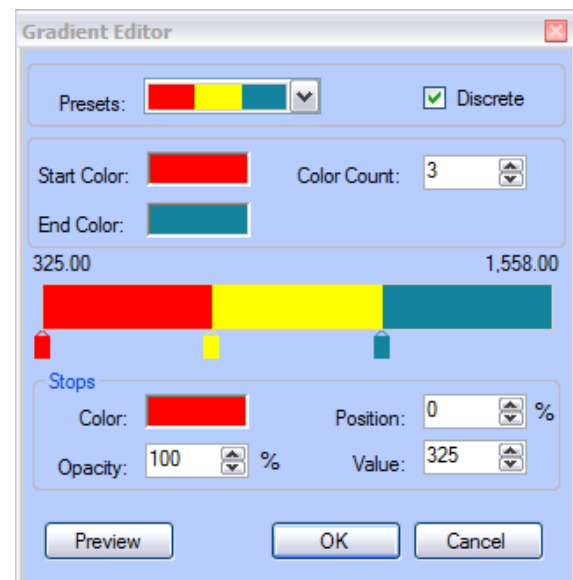 Gradient Editor
Presets: Discrete
Start Color: Color Count: 3
End Color:
325.00 1,558.00
Stops
Color: Position: 0 %
Opacity: 100 % Value: 325
Preview OK Cancel